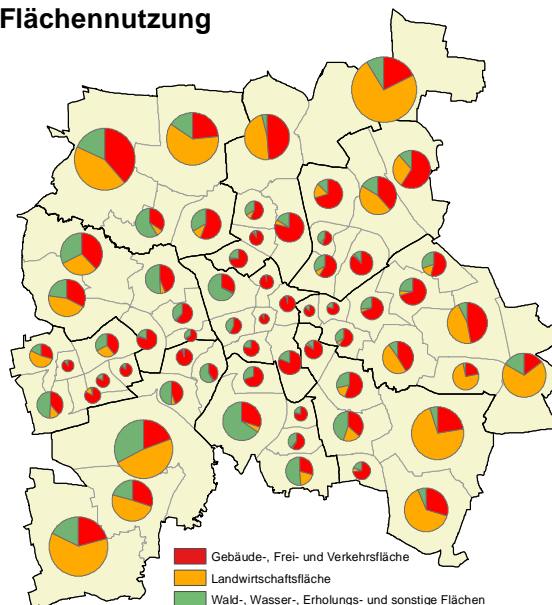 Flächennutzung
Gebäude-, Frei- und Verkehrsfläche
Landwirtschaftsfläche
Wald-, Wasser-, Erholungs- und sonstige Flächen